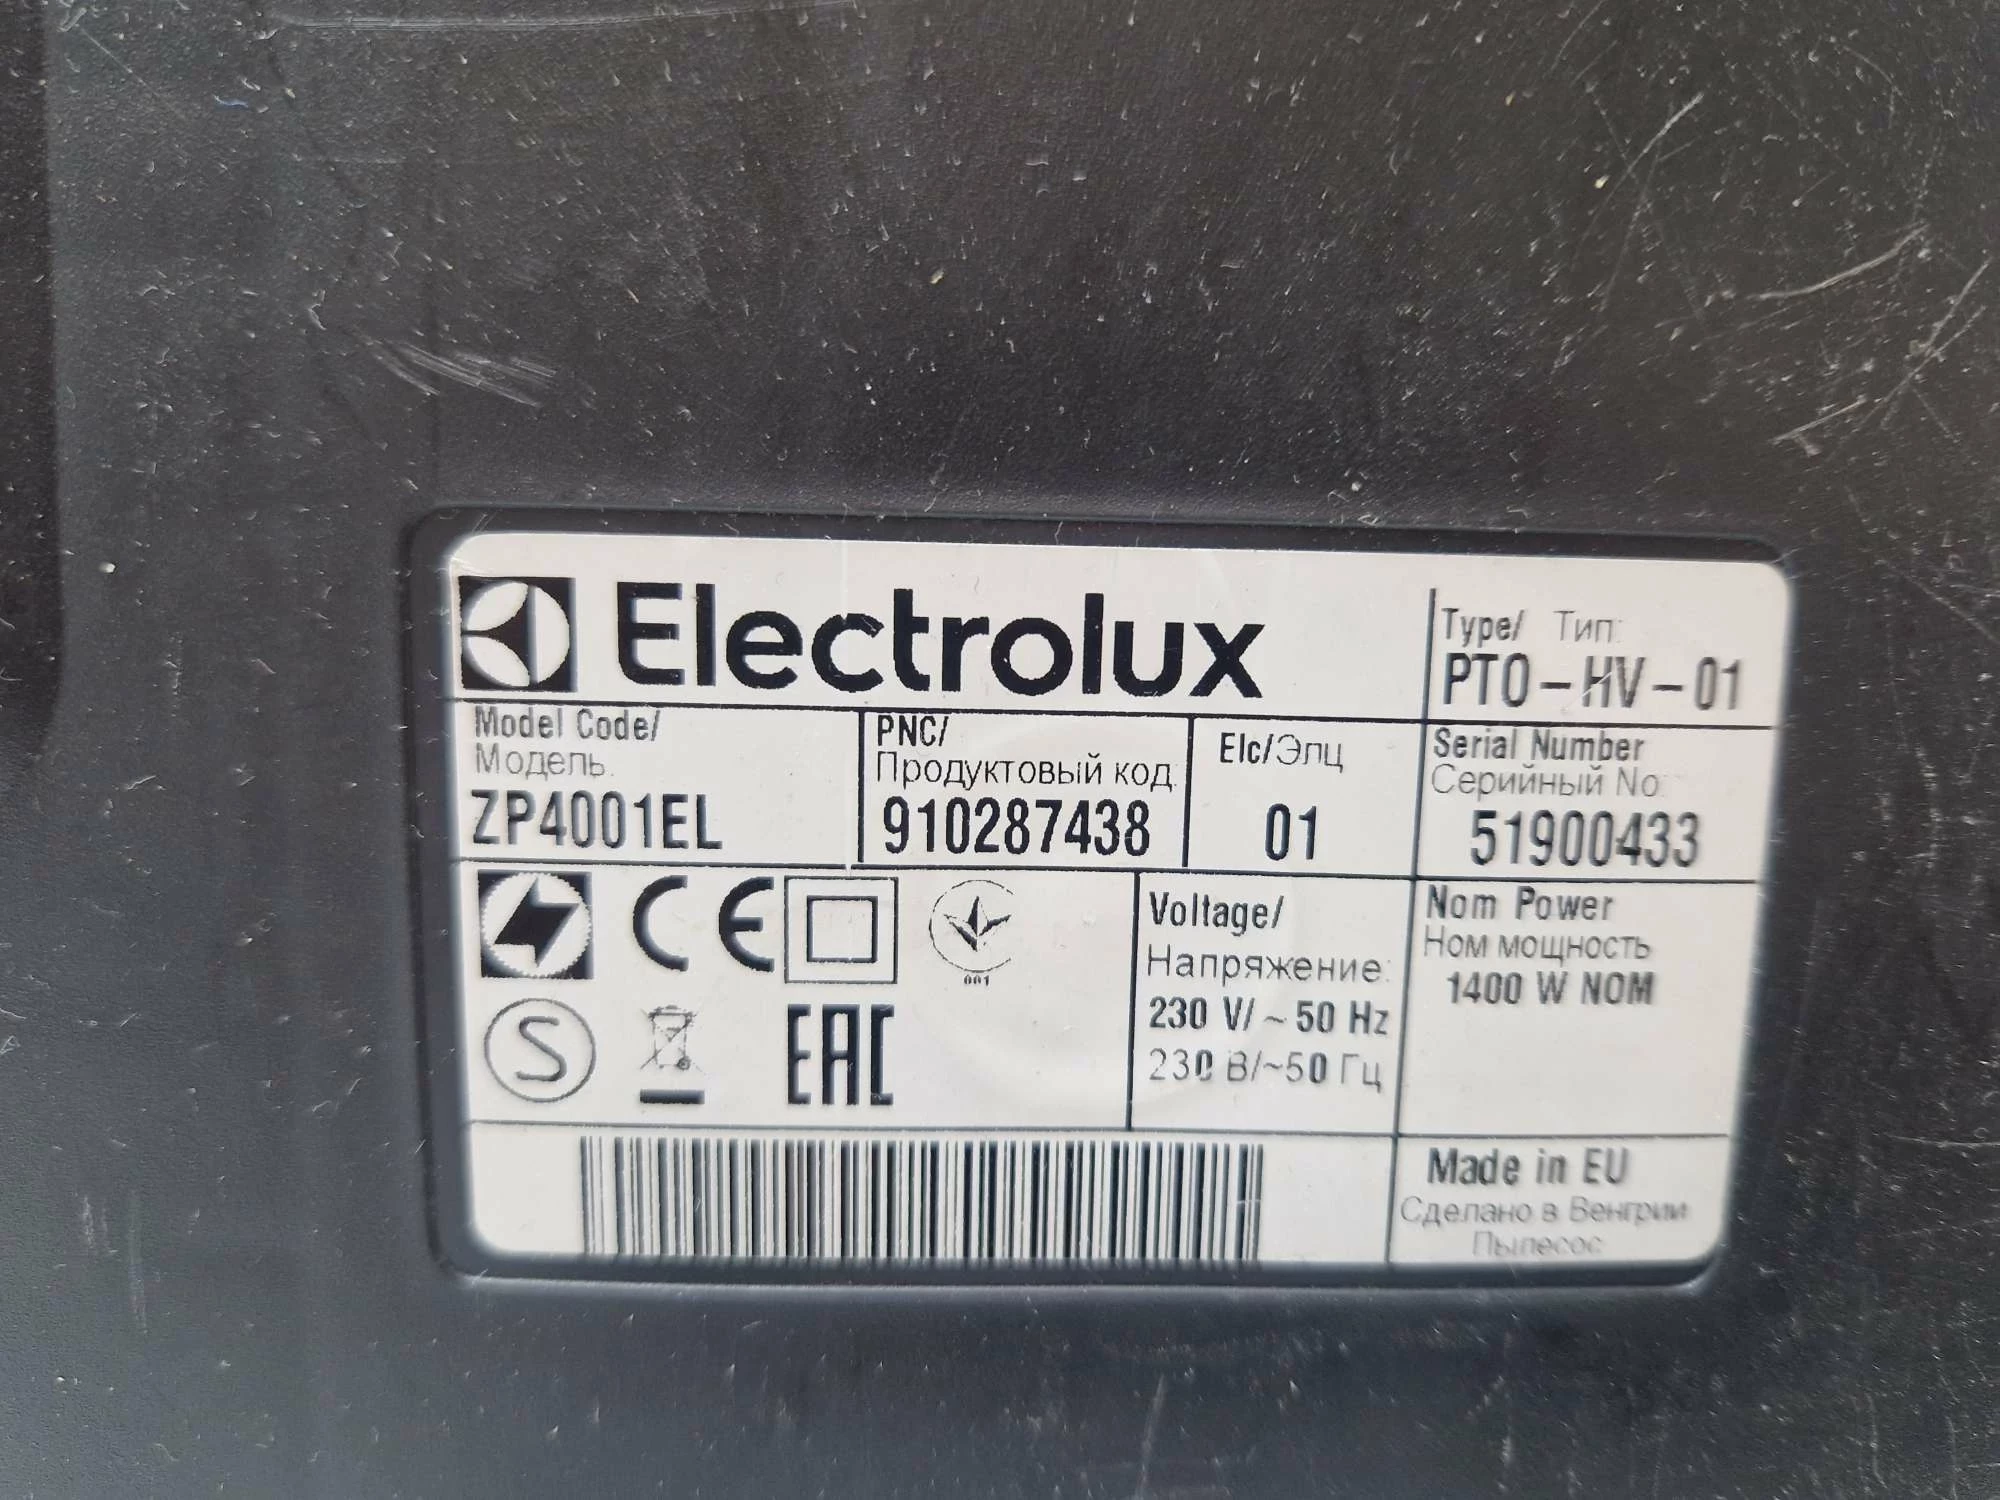 Electrolux
Type/ Тип:
PTO-HV-01
Model Code/
Модель:
ZP4001EL
PNC/
Продуктовый код:
910287438
Elc/Элц
01
Serial Number
Серийный No:
51900433
CE
001
S
EAC
Voltage/
Напряжение:
230 V/ ~ 50 Hz
230 В/~50 Гц
Nom Power
Ном мощность
1400 W NOM
Made in EU
Сделано в Венгрии
Пылесос